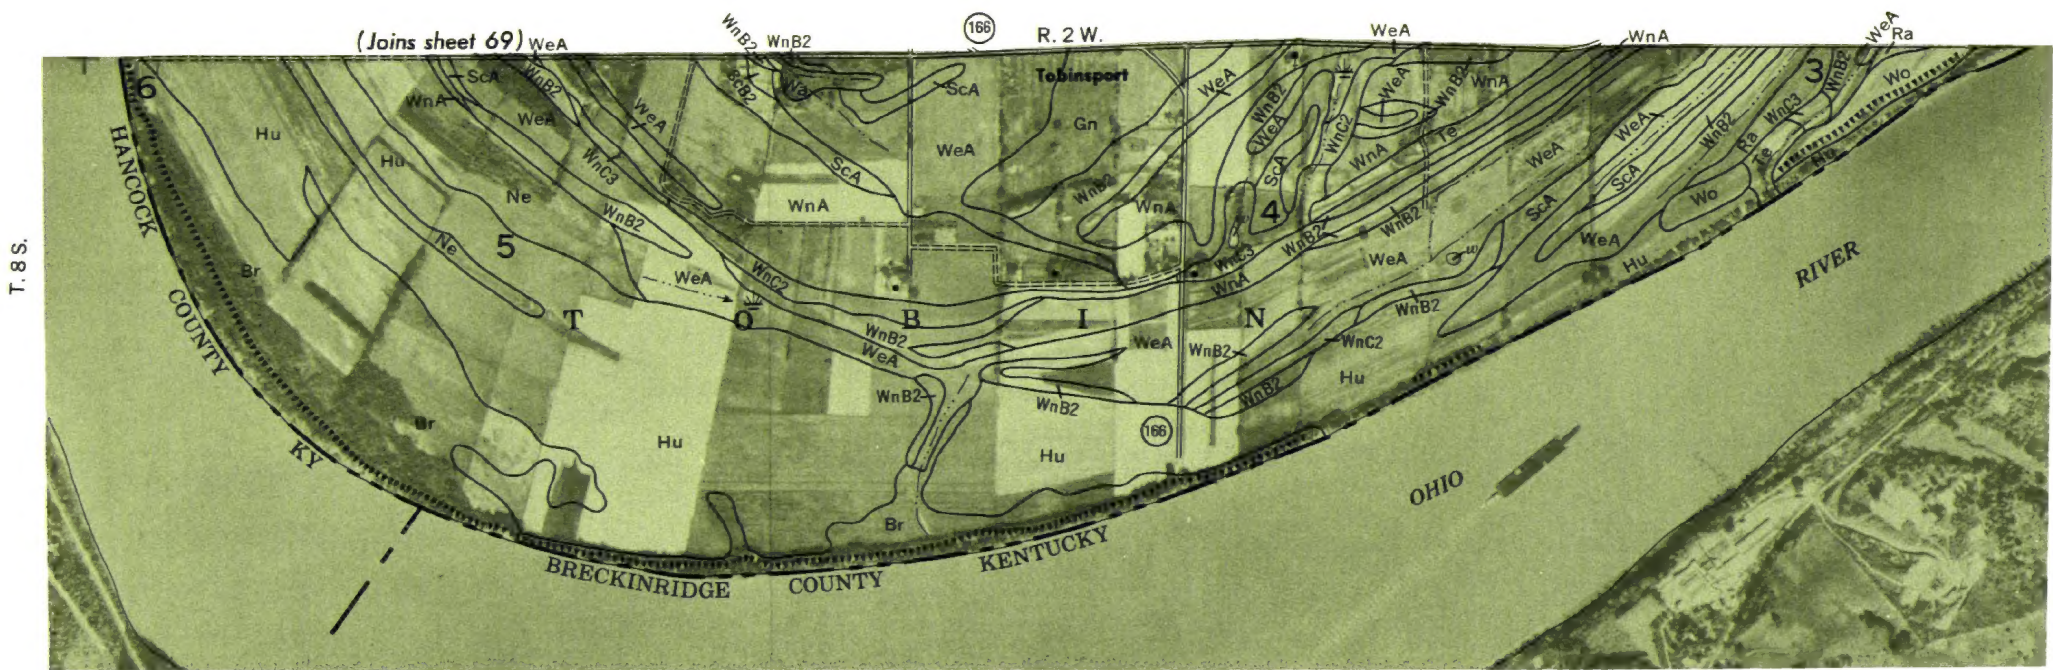 (Joins sheet 69)
166
R. 2 W.
T. 8 S.
WeA
WnB2
WnB2
WeA
WnA
WeA
Ra
6
ScA
WnB2
ScB2
Wa
ScA
Tobinsport
WeA
WnB2
WeA
WnB2
WnA
3
WnB2
Wo
Hu
WnA
WeA
WeA
Gn
WeA
WnC2
Te
WeA
WnB2
WnC3
HANCOCK
Hu
WnC3
ScA
WeA
WnB2
ScA
WnA
WeA
Ra
Te
Hu
Ne
WnA
WnA
4
ScA
ScA
Wo
WnB2
WnB2
WnB2
5
Ne
WeA
WnC2
WnC3
WnA
WeA
w
WeA
Hu
RIVER
Br
COUNTY
T O B I N
WnB2
WeA
WeA
WnB2
WnB2
WnC2
WnB2
WnB2
WnB2
Hu
Br
Hu
Hu
166
KY
OHIO
Br
BRECKINRIDGE COUNTY KENTUCKY